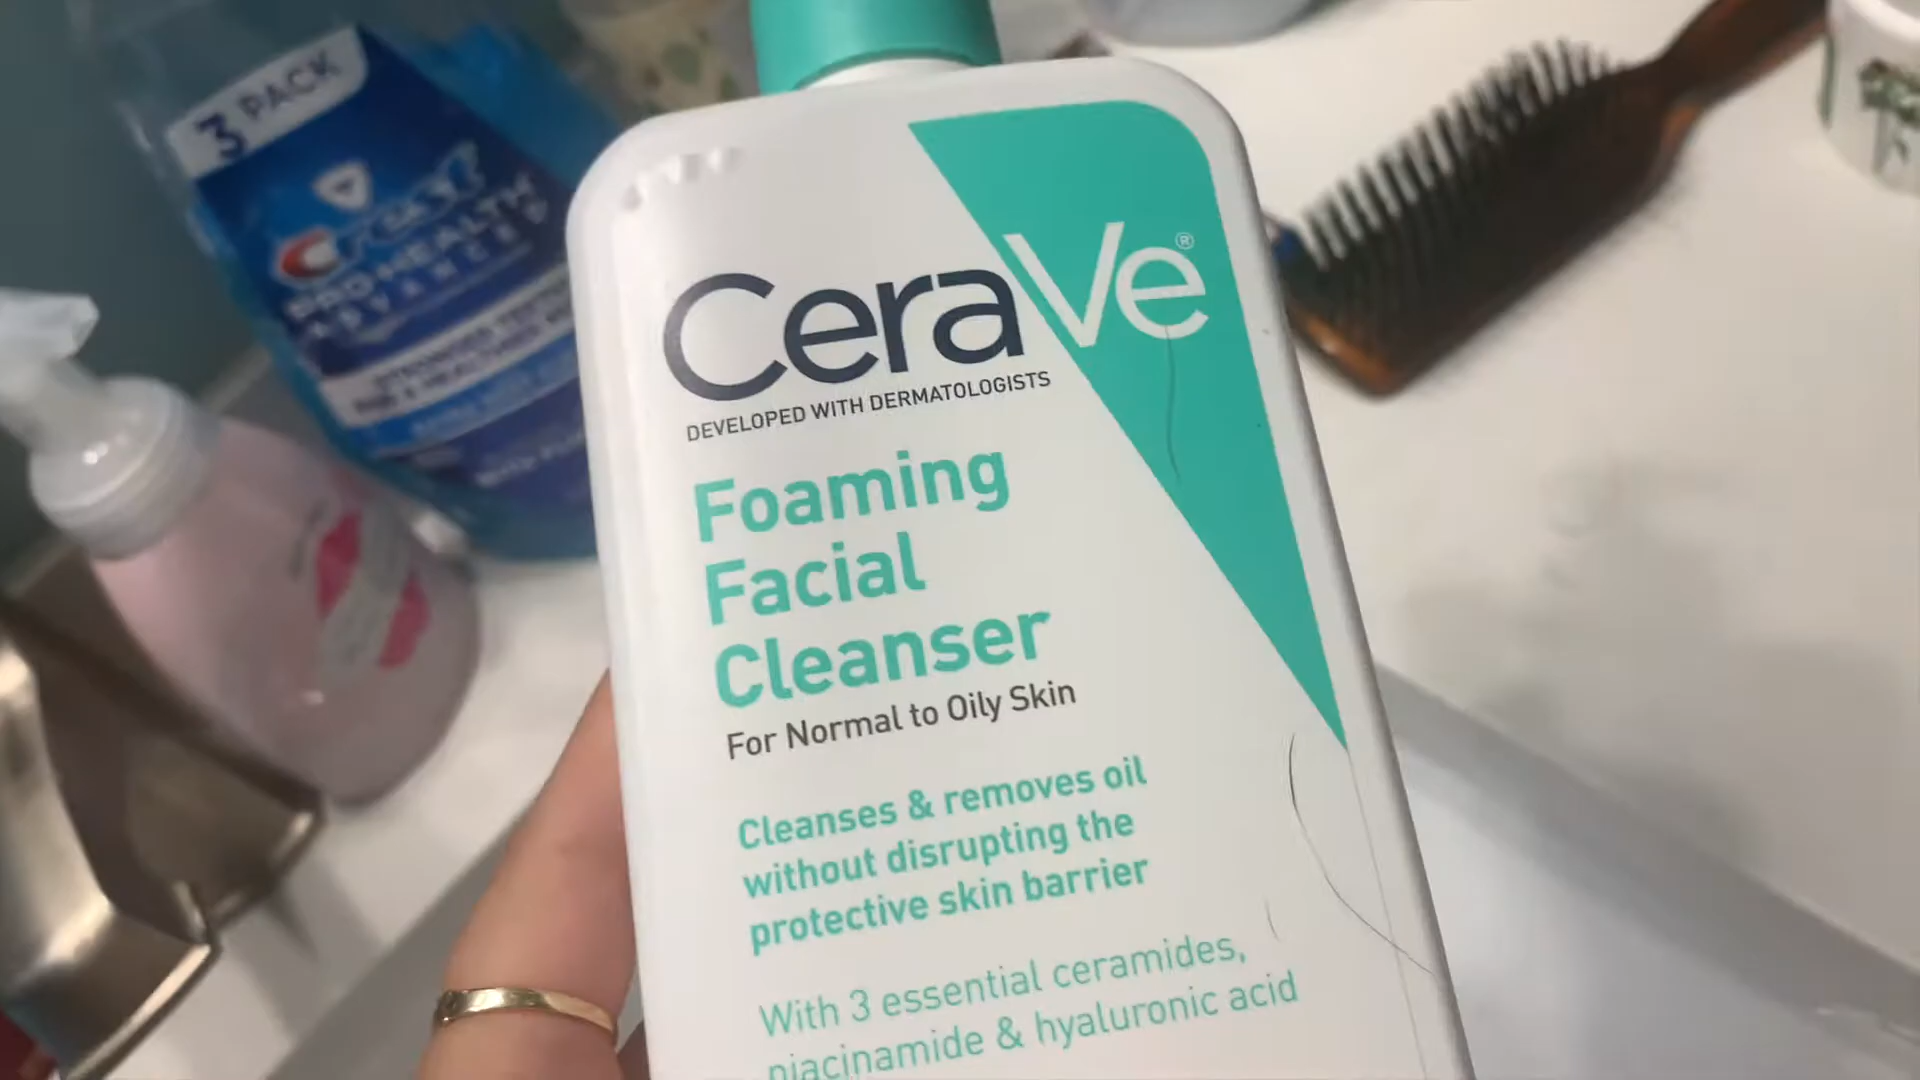 3 PACK
Crest
PRO-HEALTH
ADVANCED
CeraVe®
DEVELOPED WITH DERMATOLOGISTS
Foaming
Facial
Cleanser
For Normal to Oily Skin
Cleanses & removes oil
without disrupting the
protective skin barrier
With 3 essential ceramides,
niacinamide & hyaluronic acid